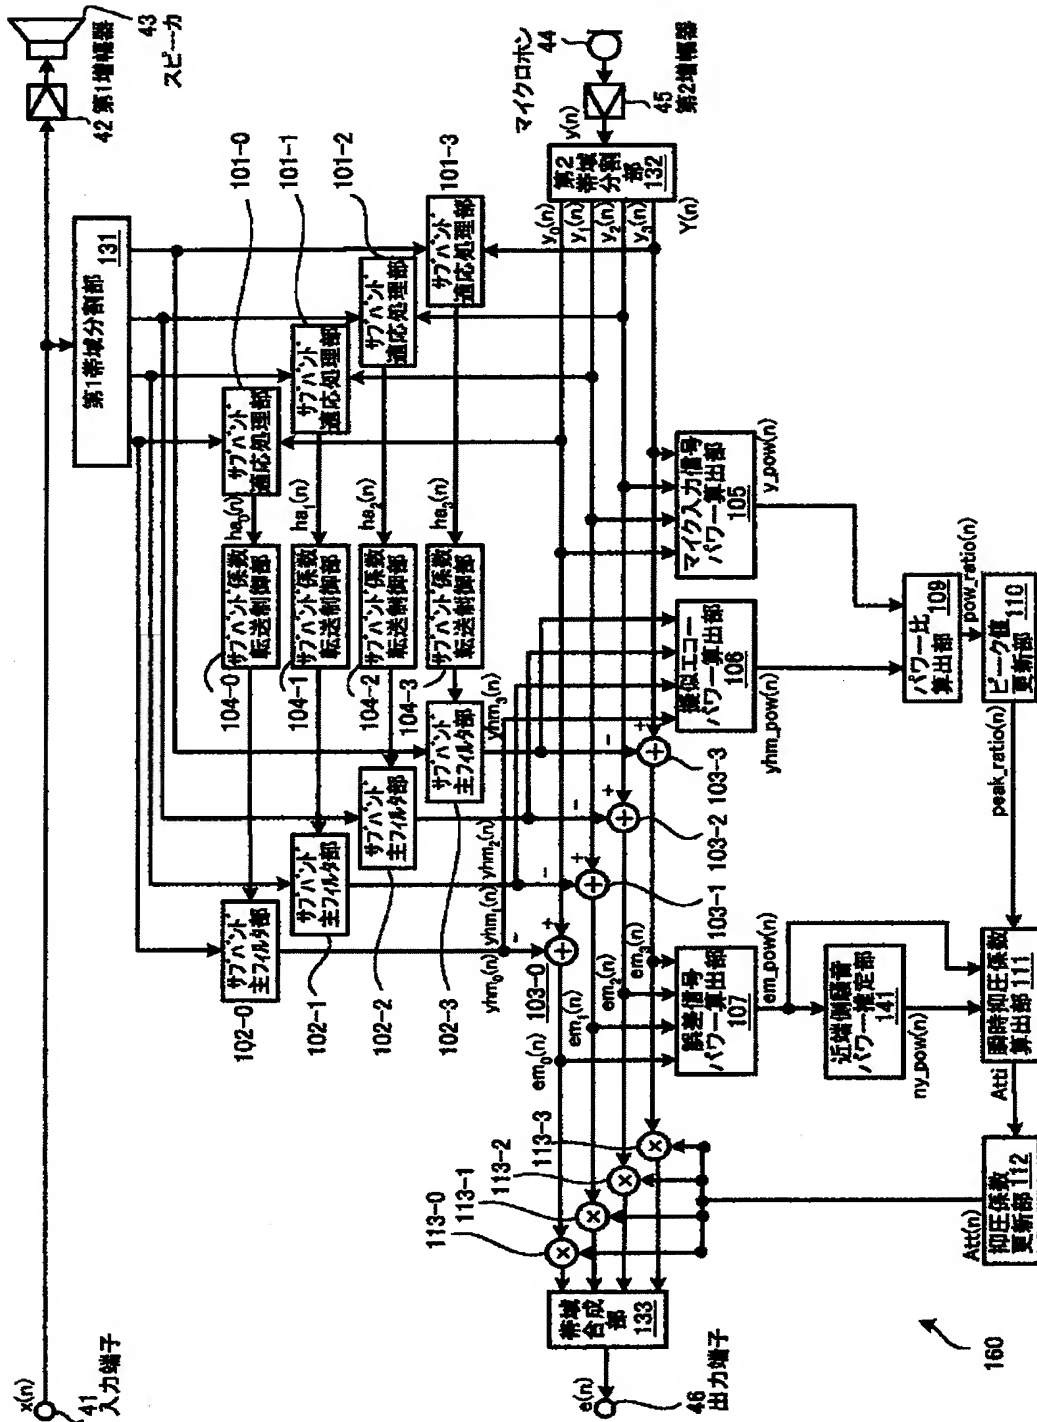 x(n)
41
入力端子
42 第1増幅器
43
スピーカ
マイクロホン
44
45
第2増幅器
y(n)
第1帯域分割部 131
第2
帯域
分割
部
132
y₀(n)
y₁(n)
y₂(n)
y₃(n)
Y(n)
101-0
101-1
101-2
101-3
サブバンド
適応処理部
サブバンド
適応処理部
サブバンド
適応処理部
サブバンド
適応処理部
ha₀(n)
ha₁(n)
ha₂(n)
ha₃(n)
サブバンド係数
転送制御部
サブバンド係数
転送制御部
サブバンド係数
転送制御部
サブバンド係数
転送制御部
104-0
104-1
104-2
104-3
サブバンド
主フィルタ部
サブバンド
主フィルタ部
サブバンド
主フィルタ部
サブバンド
主フィルタ部
102-0
102-1
102-2
102-3
yhm₀(n)
yhm₁(n)
yhm₂(n)
yhm₃(n)
103-0
103-1
103-2
103-3
em₀(n)
em₁(n)
em₂(n)
em₃(n)
マイク入力信号
パワー算出部
105
y_pow(n)
擬似エコー
パワー算出部
106
yhm_pow(n)
誤差信号
パワー算出部
107
em_pow(n)
パワー比
算出部 109
pow_ratio(n)
ピーク値
更新部 110
peak_ratio(n)
近端側騒音
パワー推定部
141
ny_pow(n)
瞬時抑圧係数
算出部 111
Atti
抑圧係数
更新部 112
Att(n)
113-0
113-1
113-2
113-3
帯域
合成
部
133
e(n)
46
出力端子
160